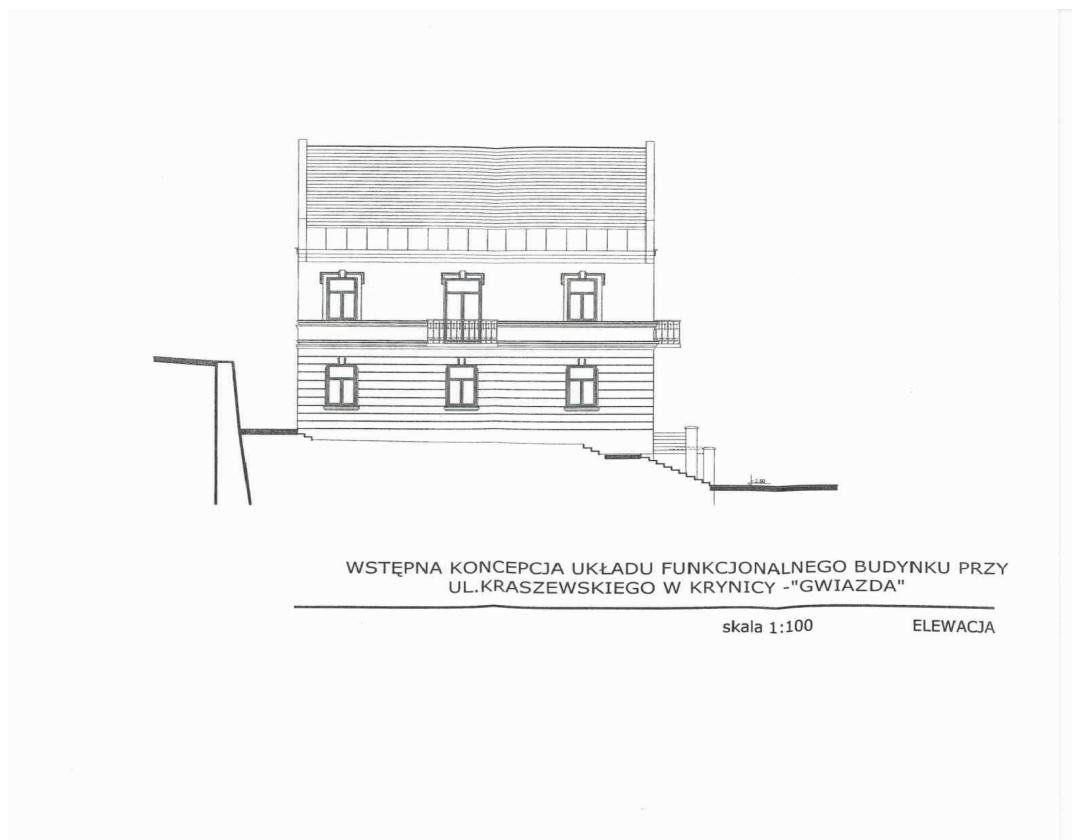 WSTĘPNA KONCEPCJA UKŁADU FUNKCJONALNEGO BUDYNKU PRZY
UL.KRASZEWSKIEGO W KRYNICY -"GWIAZDA"
skala 1:100 ELEWACJA